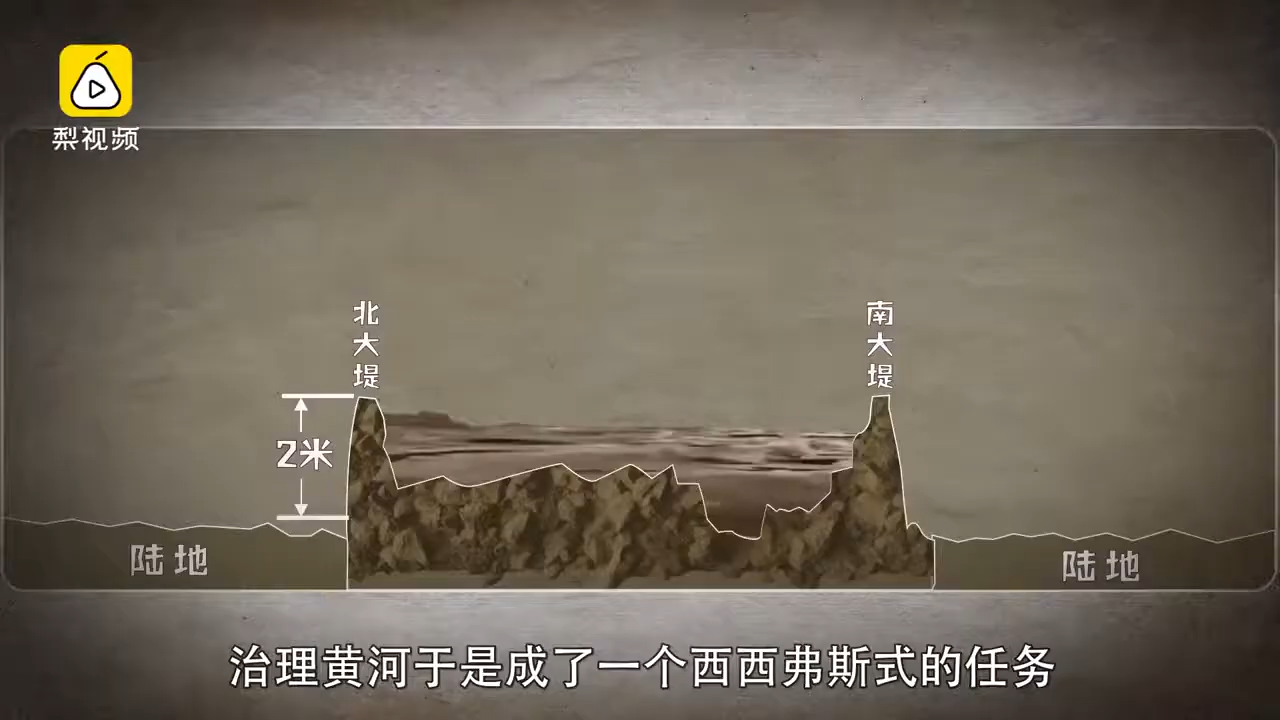 梨视频
北大堤
南大堤
2米
陆地
陆地
治理黄河于是成了一个西西弗斯式的任务